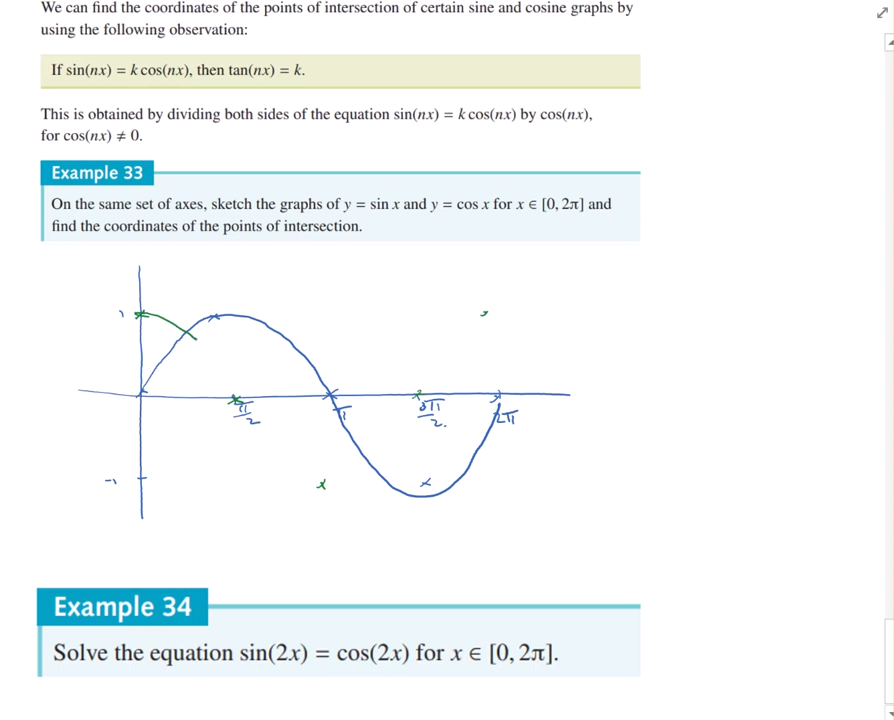 We can find the coordinates of the points of intersection of certain sine and cosine graphs by
using the following observation:
If sin(nx) = k cos(nx), then tan(nx) = k.
This is obtained by dividing both sides of the equation sin(nx) = k cos(nx) by cos(nx),
for cos(nx) ≠ 0.
Example 33
On the same set of axes, sketch the graphs of y = sin x and y = cos x for x ∈ [0, 2π] and
find the coordinates of the points of intersection.
1
π/2
π
3π/2
2π
-1
Example 34
Solve the equation sin(2x) = cos(2x) for x ∈ [0, 2π].